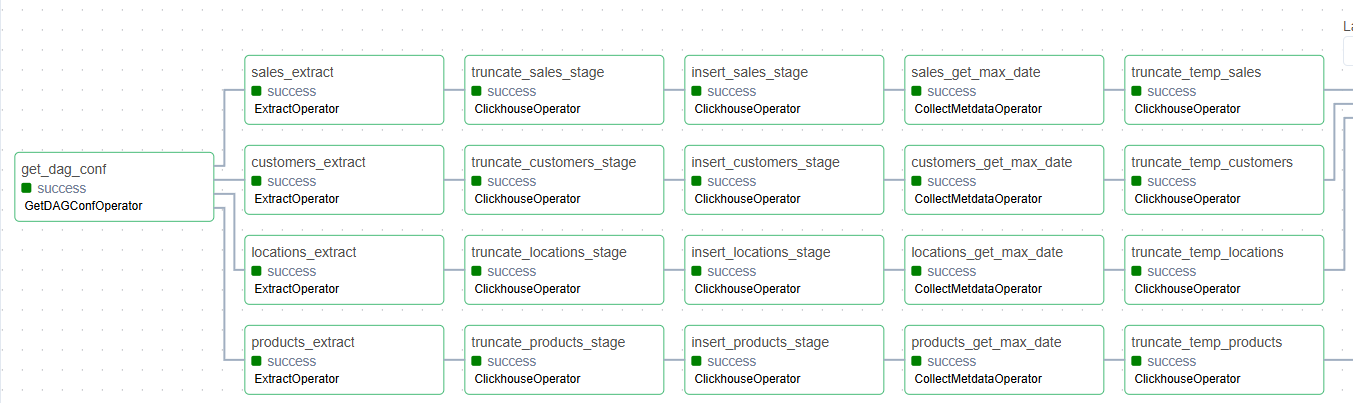 La
sales_extract
success
ExtractOperator
truncate_sales_stage
success
ClickhouseOperator
insert_sales_stage
success
ClickhouseOperator
sales_get_max_date
success
CollectMetdataOperator
truncate_temp_sales
success
ClickhouseOperator
get_dag_conf
success
GetDAGConfOperator
customers_extract
success
ExtractOperator
truncate_customers_stage
success
ClickhouseOperator
insert_customers_stage
success
ClickhouseOperator
customers_get_max_date
success
CollectMetdataOperator
truncate_temp_customers
success
ClickhouseOperator
locations_extract
success
ExtractOperator
truncate_locations_stage
success
ClickhouseOperator
insert_locations_stage
success
ClickhouseOperator
locations_get_max_date
success
CollectMetdataOperator
truncate_temp_locations
success
ClickhouseOperator
products_extract
success
ExtractOperator
truncate_products_stage
success
ClickhouseOperator
insert_products_stage
success
ClickhouseOperator
products_get_max_date
success
CollectMetdataOperator
truncate_temp_products
success
ClickhouseOperator